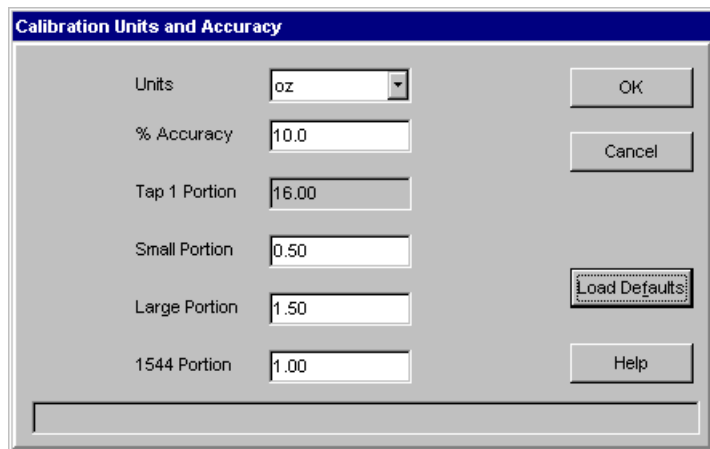 Calibration Units and Accuracy
Units oz OK
% Accuracy 10.0 Cancel
Tap 1 Portion 16.00
Small Portion 0.50
Load Defaults
Large Portion 1.50
1544 Portion 1.00 Help